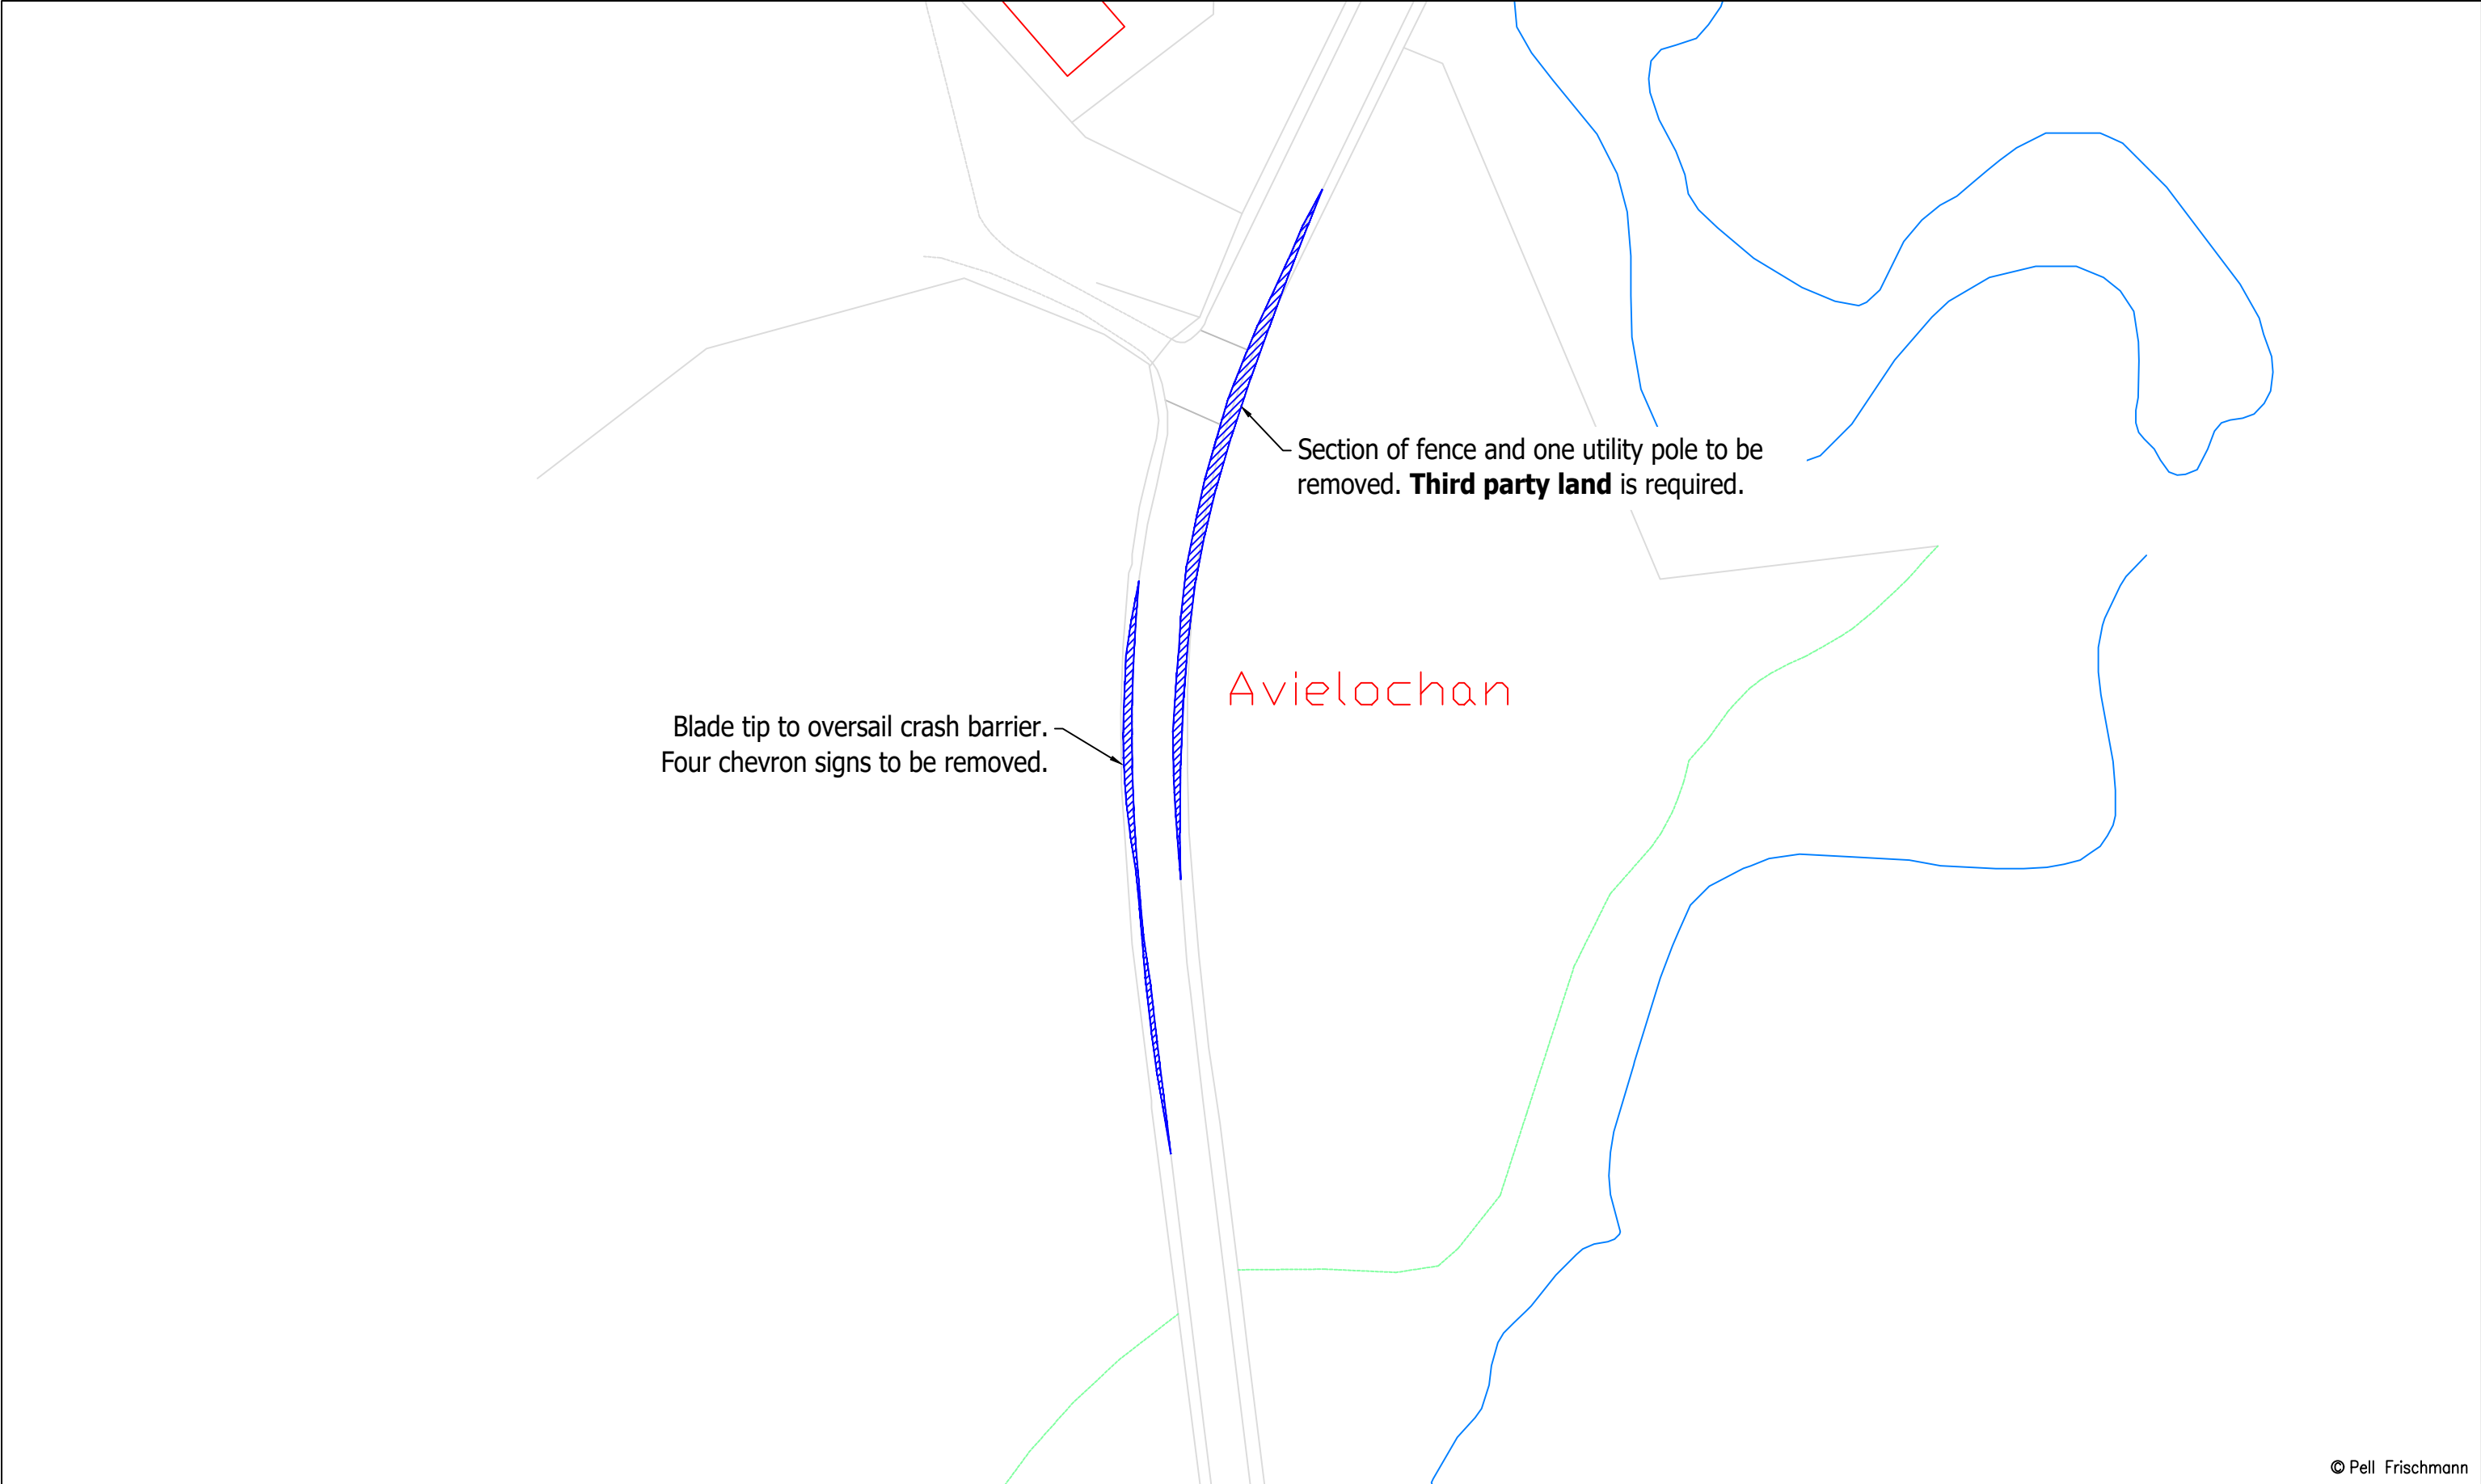 Section of fence and one utility pole to be
removed. Third party land is required.
Avielochan
Blade tip to oversail crash barrier.
Four chevron signs to be removed.
© Pell Frischmann